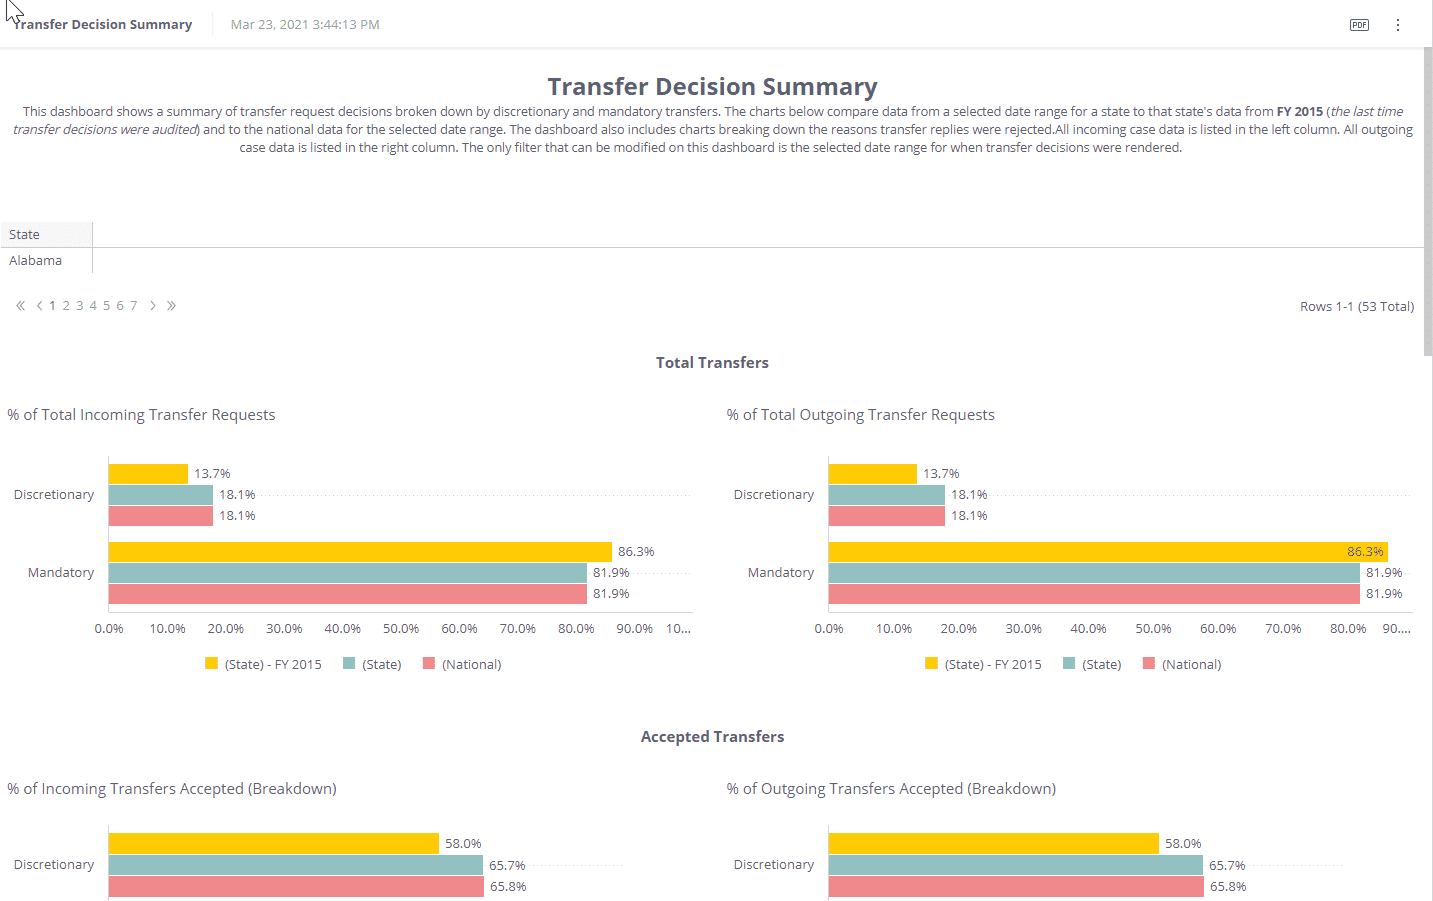 Transfer Decision Summary
Mar 23, 2021 3:44:13 PM
PDF
Transfer Decision Summary
This dashboard shows a summary of transfer request decisions broken down by discretionary and mandatory transfers. The charts below compare data from a selected date range for a state to that state's data from FY 2015 (the last time
transfer decisions were audited) and to the national data for the selected date range. The dashboard also includes charts breaking down the reasons transfer replies were rejected.All incoming case data is listed in the left column. All outgoing
case data is listed in the right column. The only filter that can be modified on this dashboard is the selected date range for when transfer decisions were rendered.
State
Alabama
1 2 3 4 5 6 7
Rows 1-1 (53 Total)
Total Transfers
% of Total Incoming Transfer Requests
13.7%
Discretionary
18.1%
18.1%
86.3%
Mandatory
81.9%
81.9%
0.0% 10.0% 20.0% 30.0% 40.0% 50.0% 60.0% 70.0% 80.0% 90.0% 10...
(State) - FY 2015 (State) (National)
% of Total Outgoing Transfer Requests
13.7%
Discretionary
18.1%
18.1%
86.3%
Mandatory
81.9%
81.9%
0.0% 10.0% 20.0% 30.0% 40.0% 50.0% 60.0% 70.0% 80.0% 90....
(State) - FY 2015 (State) (National)
Accepted Transfers
% of Incoming Transfers Accepted (Breakdown)
58.0%
Discretionary
65.7%
65.8%
% of Outgoing Transfers Accepted (Breakdown)
58.0%
Discretionary
65.7%
65.8%